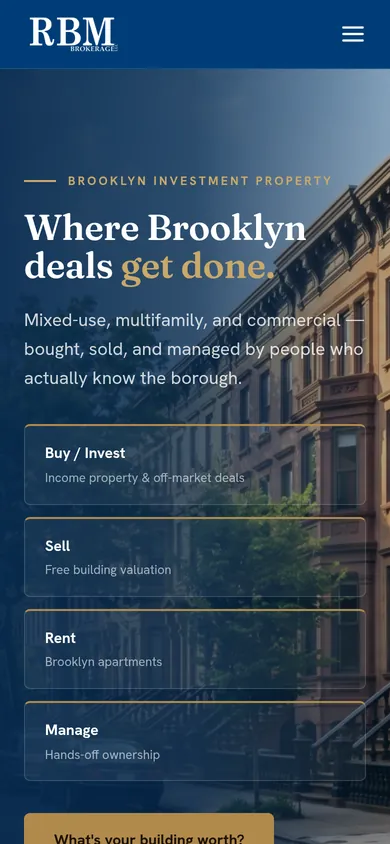 RBM
BROKERAGE
BROOKLYN INVESTMENT PROPERTY
Where Brooklyn
deals get done.
Mixed-use, multifamily, and commercial —
bought, sold, and managed by people who
actually know the borough.
Buy / Invest
Income property & off-market deals
Sell
Free building valuation
Rent
Brooklyn apartments
Manage
Hands-off ownership
What's your building worth?